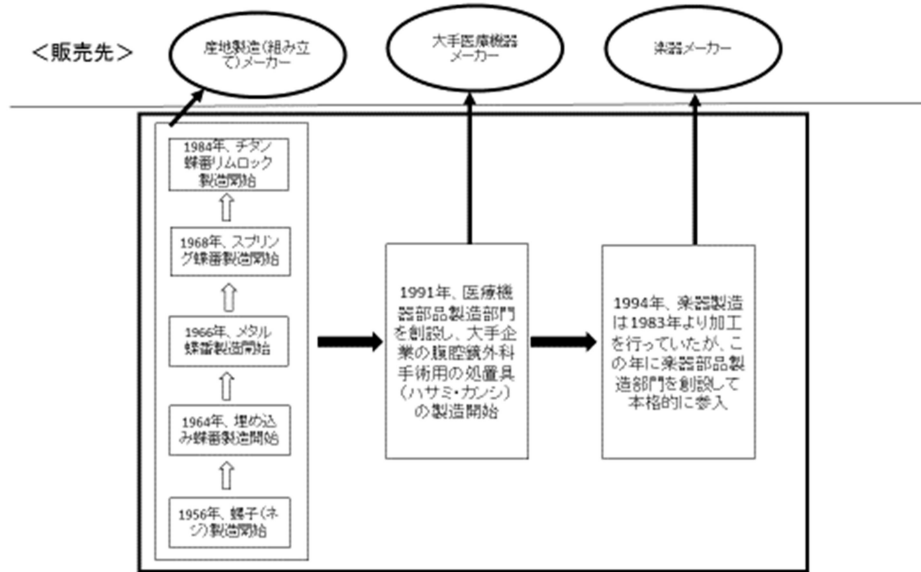 <販売先>
産地製造(組み立
て)メーカー
大手医療機器
メーカー
楽器メーカー
1984年、チタン
蝶番リムロック
製造開始
1968年、スプリン
グ蝶番製造開始
1966年、メタル
蝶番製造開始
1964年、埋め込
み蝶番製造開始
1956年、螺子(ネ
ジ)製造開始
1991年、医療機
器部品製造部門
を創設し、大手企
業の腹腔鏡外科
手術用の処置具
(ハサミ・カンシ)
の製造開始
1994年、楽器製造
は1983年より加工
を行っていたが、こ
の年に楽器部品製
造部門を創設して
本格的に参入